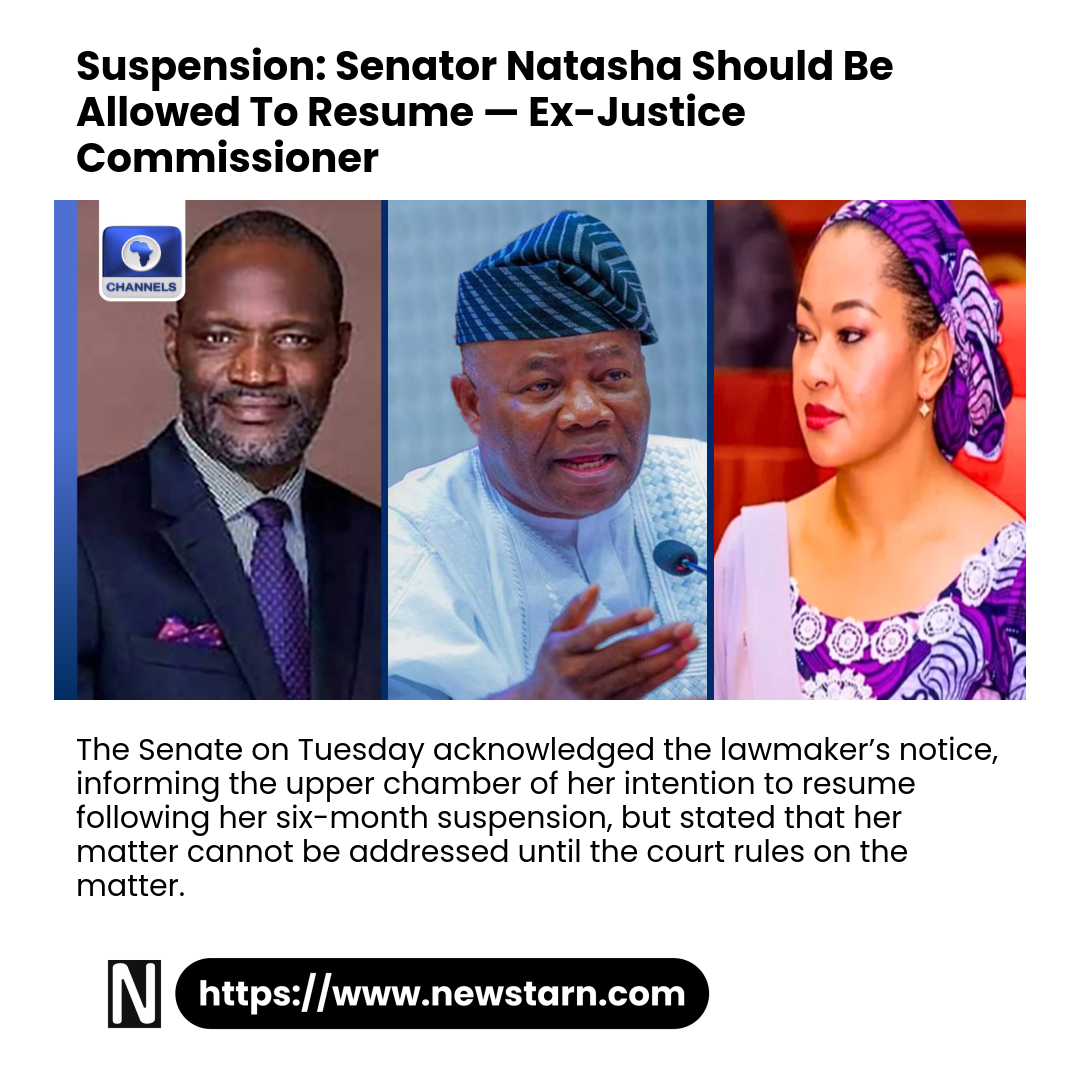 Suspension: Senator Natasha Should Be
Allowed To Resume — Ex-Justice
Commissioner
CHANNELS
The Senate on Tuesday acknowledged the lawmaker’s notice,
informing the upper chamber of her intention to resume
following her six-month suspension, but stated that her
matter cannot be addressed until the court rules on the
matter.
N
https://www.newstarn.com